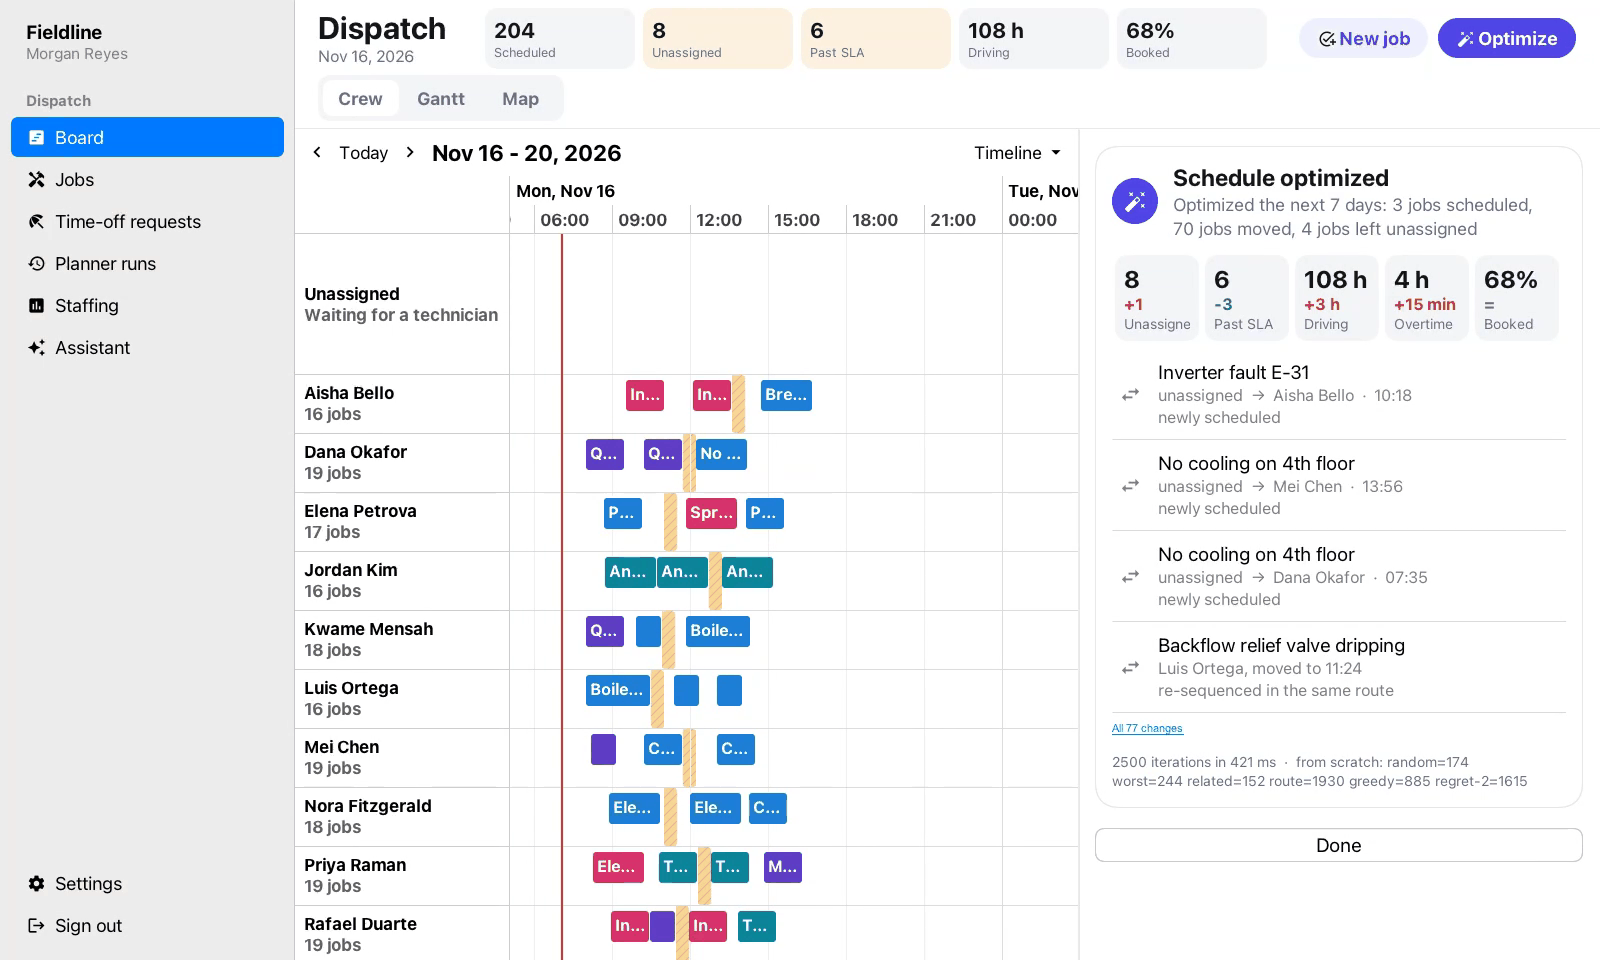 Fieldline
Morgan Reyes
Dispatch
Board
Jobs
Time-off requests
Planner runs
Staffing
Assistant
Settings
Sign out
Dispatch
Nov 16, 2026
204
Scheduled
8
Unassigned
6
Past SLA
108 h
Driving
68%
Booked
New job
Optimize
Crew Gantt Map
Today Nov 16 - 20, 2026 Timeline
Mon, Nov 16 Tue, Nov
06:00 09:00 12:00 15:00 18:00 21:00 00:00
Unassigned
Waiting for a technician
Aisha Bello
16 jobs
In... In... Bre...
Dana Okafor
19 jobs
Q... Q... No ...
Elena Petrova
17 jobs
P... Spr... P...
Jordan Kim
16 jobs
An... An... An...
Kwame Mensah
18 jobs
Q... Boile...
Luis Ortega
16 jobs
Boile...
Mei Chen
19 jobs
C... C...
Nora Fitzgerald
18 jobs
Ele... Ele... C...
Priya Raman
19 jobs
Ele... T... T... M...
Rafael Duarte
19 jobs
In... In... T...
Schedule optimized
Optimized the next 7 days: 3 jobs scheduled,
70 jobs moved, 4 jobs left unassigned
8
+1
Unassigne
6
-3
Past SLA
108 h
+3 h
Driving
4 h
+15 min
Overtime
68%
=
Booked
Inverter fault E-31
unassigned → Aisha Bello · 10:18
newly scheduled
No cooling on 4th floor
unassigned → Mei Chen · 13:56
newly scheduled
No cooling on 4th floor
unassigned → Dana Okafor · 07:35
newly scheduled
Backflow relief valve dripping
Luis Ortega, moved to 11:24
re-sequenced in the same route
All 77 changes
2500 iterations in 421 ms · from scratch: random=174
worst=244 related=152 route=1930 greedy=885 regret-2=1615
Done